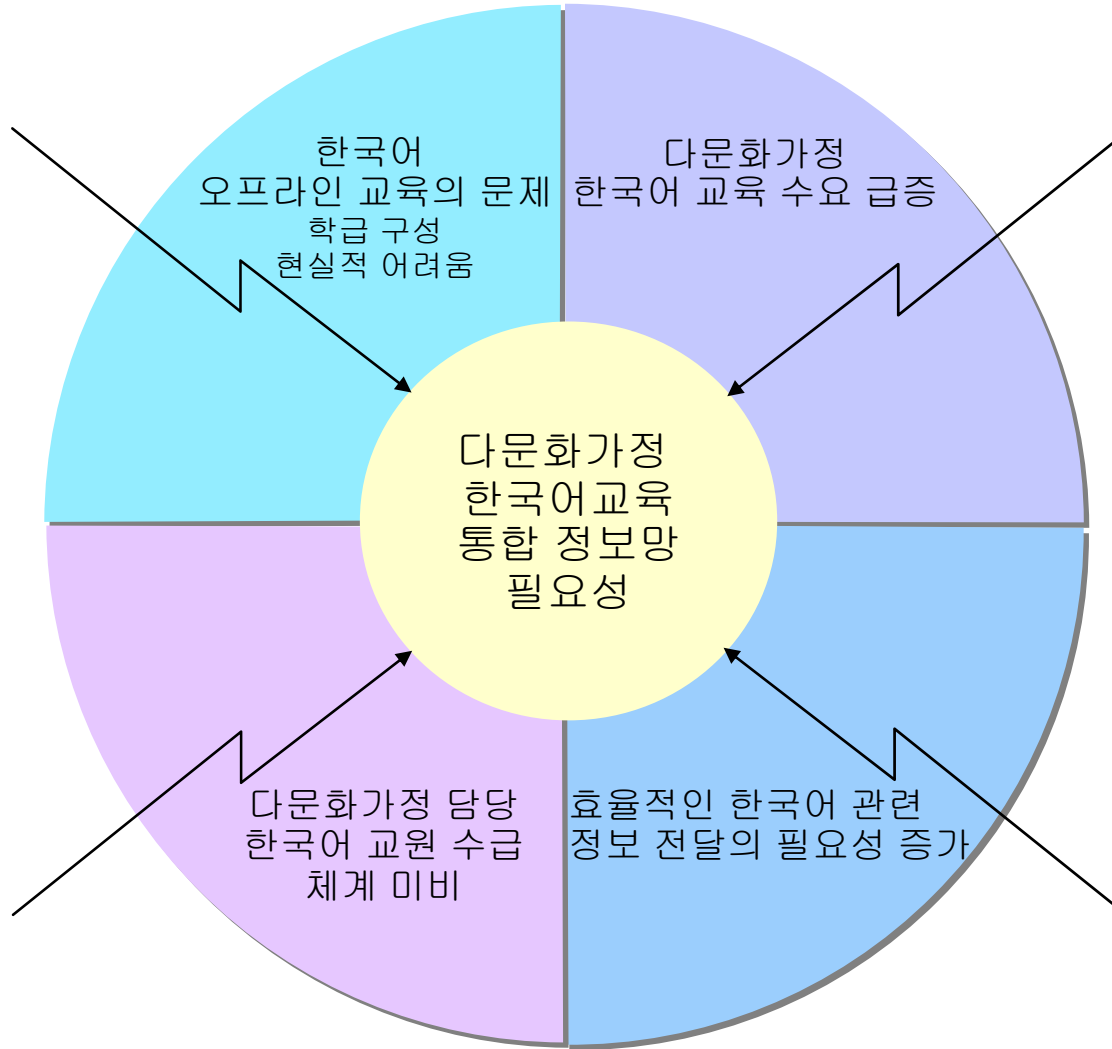 한국어
오프라인 교육의 문제
학급 구성
현실적 어려움
다문화가정
한국어 교육 수요 급증
다문화가정
한국어교육
통합 정보망
필요성
다문화가정 담당
한국어 교원 수급
체계 미비
효율적인 한국어 관련
정보 전달의 필요성 증가